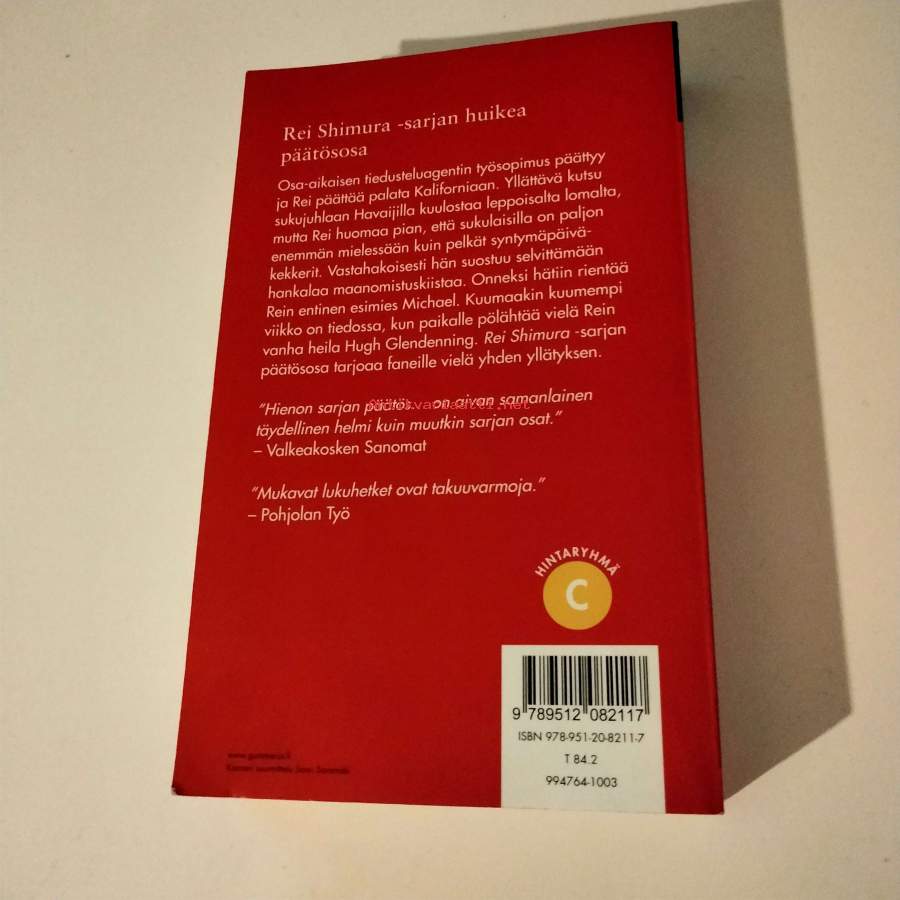 Rei Shimura -sarjan huikea
päätösosa
Osa-aikaisen tiedusteluagentin työsopimus päättyy
ja Rei päättää palata Kaliforniaan. Yllättävä kutsu
sukujuhlaan Havaijilla kuulostaa leppoisalta lomalta,
mutta Rei huomaa pian, että sukulaisilla on paljon
enemmän mielessään kuin pelkät syntymäpäivä-
kekkerit. Vastahakoisesti hän suostuu selvittämään
hankalaa maanomistuskiistaa. Onneksi hätiin rientää
Rein entinen esimies Michael. Kuumaakin kuumempi
viikko on tiedossa, kun paikalle pölähtää vielä Rein
vanha heila Hugh Glendenning. Rei Shimura -sarjan
päätösosa tarjoaa faneille vielä yhden yllätyksen.
"Hienon sarjan päätös... on aivan samanlainen
täydellinen helmi kuin muutkin sarjan osat."
– Valkeakosken Sanomat
"Mukavat lukuhetket ovat takuuvarmoja."
– Pohjolan Työ
HINTARYHMÄ
C
9 789512 082117
ISBN 978-951-20-8211-7
T 84.2
994764-1003